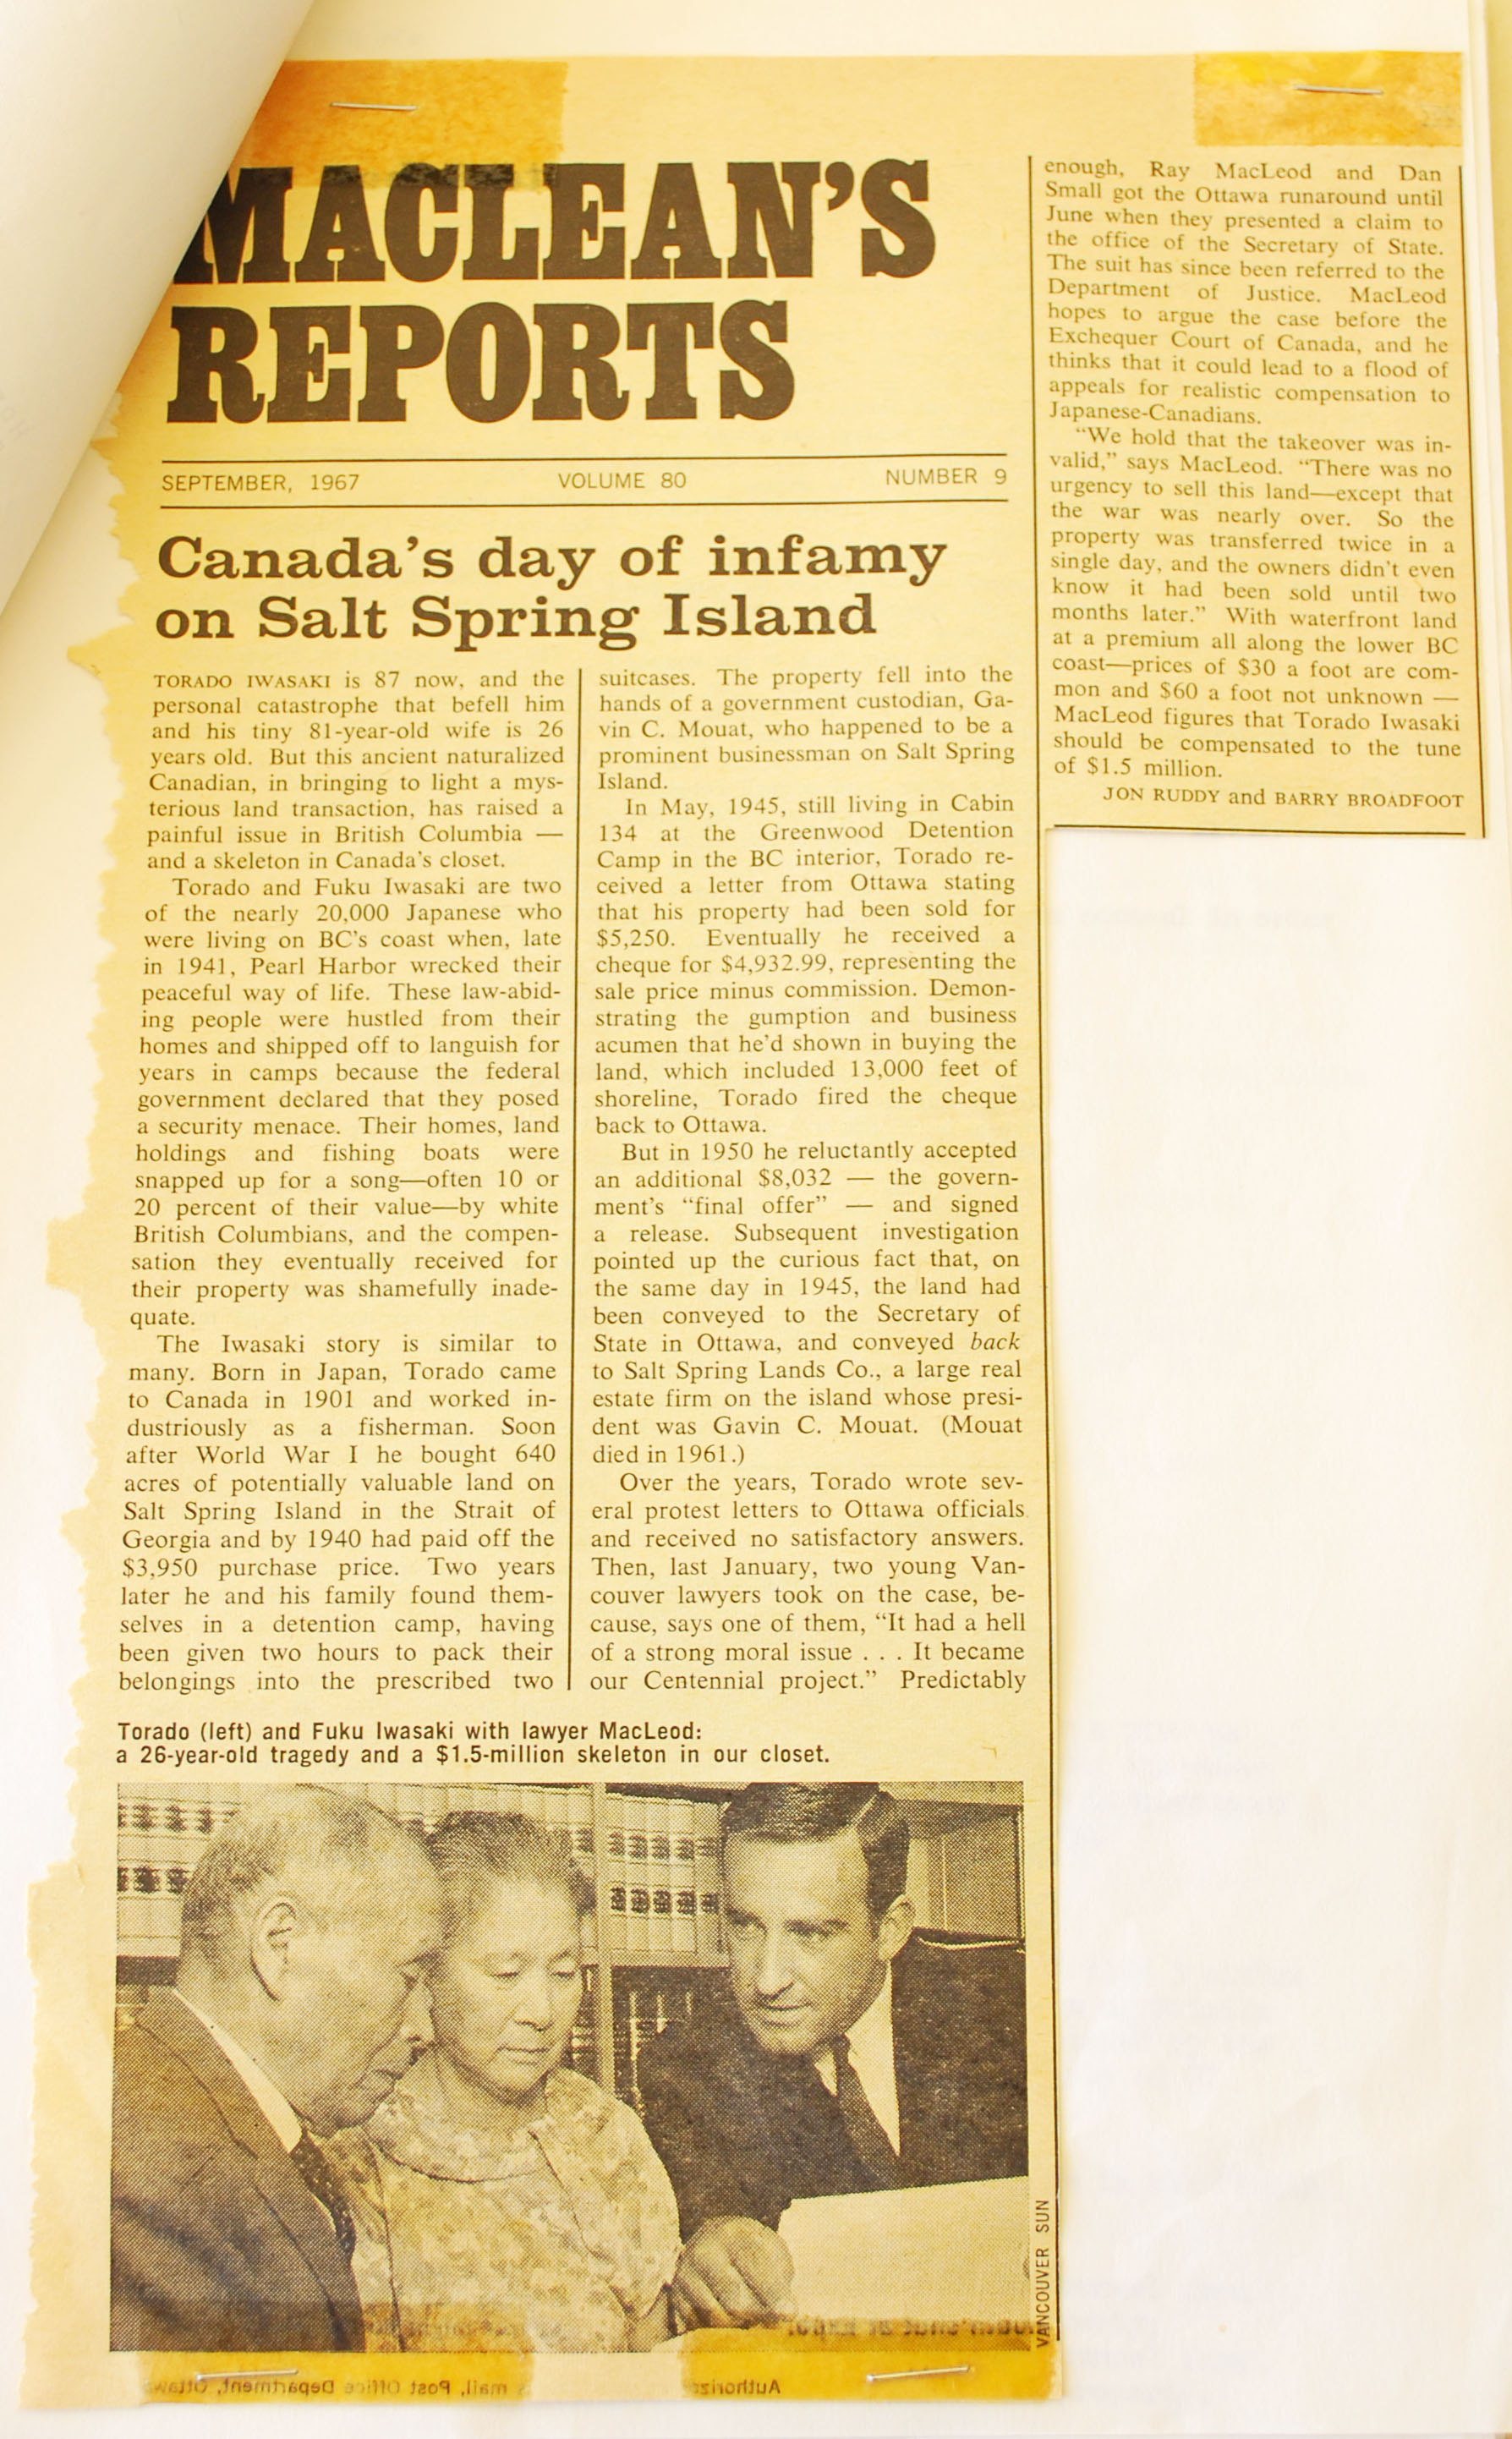 MACLEAN'S
REPORTS
SEPTEMBER, 1967 VOLUME 80 NUMBER 9
Canada's day of infamy
on Salt Spring Island
TORADO IWASAKI is 87 now, and the
personal catastrophe that befell him
and his tiny 81-year-old wife is 26
years old. But this ancient naturalized
Canadian, in bringing to light a mys-
terious land transaction, has raised a
painful issue in British Columbia —
and a skeleton in Canada's closet.
Torado and Fuku Iwasaki are two
of the nearly 20,000 Japanese who
were living on BC's coast when, late
in 1941, Pearl Harbor wrecked their
peaceful way of life. These law-abid-
ing people were hustled from their
homes and shipped off to languish for
years in camps because the federal
government declared that they posed
a security menace. Their homes, land
holdings and fishing boats were
snapped up for a song—often 10 or
20 percent of their value—by white
British Columbians, and the compen-
sation they eventually received for
their property was shamefully inade-
quate.
The Iwasaki story is similar to
many. Born in Japan, Torado came
to Canada in 1901 and worked in-
dustriously as a fisherman. Soon
after World War I he bought 640
acres of potentially valuable land on
Salt Spring Island in the Strait of
Georgia and by 1940 had paid off the
$3,950 purchase price. Two years
later he and his family found them-
selves in a detention camp, having
been given two hours to pack their
belongings into the prescribed two
suitcases. The property fell into the
hands of a government custodian, Ga-
vin C. Mouat, who happened to be a
prominent businessman on Salt Spring
Island.
In May, 1945, still living in Cabin
134 at the Greenwood Detention
Camp in the BC interior, Torado re-
ceived a letter from Ottawa stating
that his property had been sold for
$5,250. Eventually he received a
cheque for $4,932.99, representing the
sale price minus commission. Demon-
strating the gumption and business
acumen that he'd shown in buying the
land, which included 13,000 feet of
shoreline, Torado fired the cheque
back to Ottawa.
But in 1950 he reluctantly accepted
an additional $8,032 — the govern-
ment's "final offer" — and signed
a release. Subsequent investigation
pointed up the curious fact that, on
the same day in 1945, the land had
been conveyed to the Secretary of
State in Ottawa, and conveyed back
to Salt Spring Lands Co., a large real
estate firm on the island whose presi-
dent was Gavin C. Mouat. (Mouat
died in 1961.)
Over the years, Torado wrote sev-
eral protest letters to Ottawa officials
and received no satisfactory answers.
Then, last January, two young Van-
couver lawyers took on the case, be-
cause, says one of them, "It had a hell
of a strong moral issue . . . It became
our Centennial project." Predictably
enough, Ray MacLeod and Dan
Small got the Ottawa runaround until
June when they presented a claim to
the office of the Secretary of State.
The suit has since been referred to the
Department of Justice. MacLeod
hopes to argue the case before the
Exchequer Court of Canada, and he
thinks that it could lead to a flood of
appeals for realistic compensation to
Japanese-Canadians.
"We hold that the takeover was in-
valid," says MacLeod. "There was no
urgency to sell this land—except that
the war was nearly over. So the
property was transferred twice in a
single day, and the owners didn't even
know it had been sold until two
months later." With waterfront land
at a premium all along the lower BC
coast—prices of $30 a foot are com-
mon and $60 a foot not unknown —
MacLeod figures that Torado Iwasaki
should be compensated to the tune
of $1.5 million.
JON RUDDY and BARRY BROADFOOT
Torado (left) and Fuku Iwasaki with lawyer MacLeod:
a 26-year-old tragedy and a $1.5-million skeleton in our closet.
VANCOUVER SUN
mail, Post Office Department, Ottawa